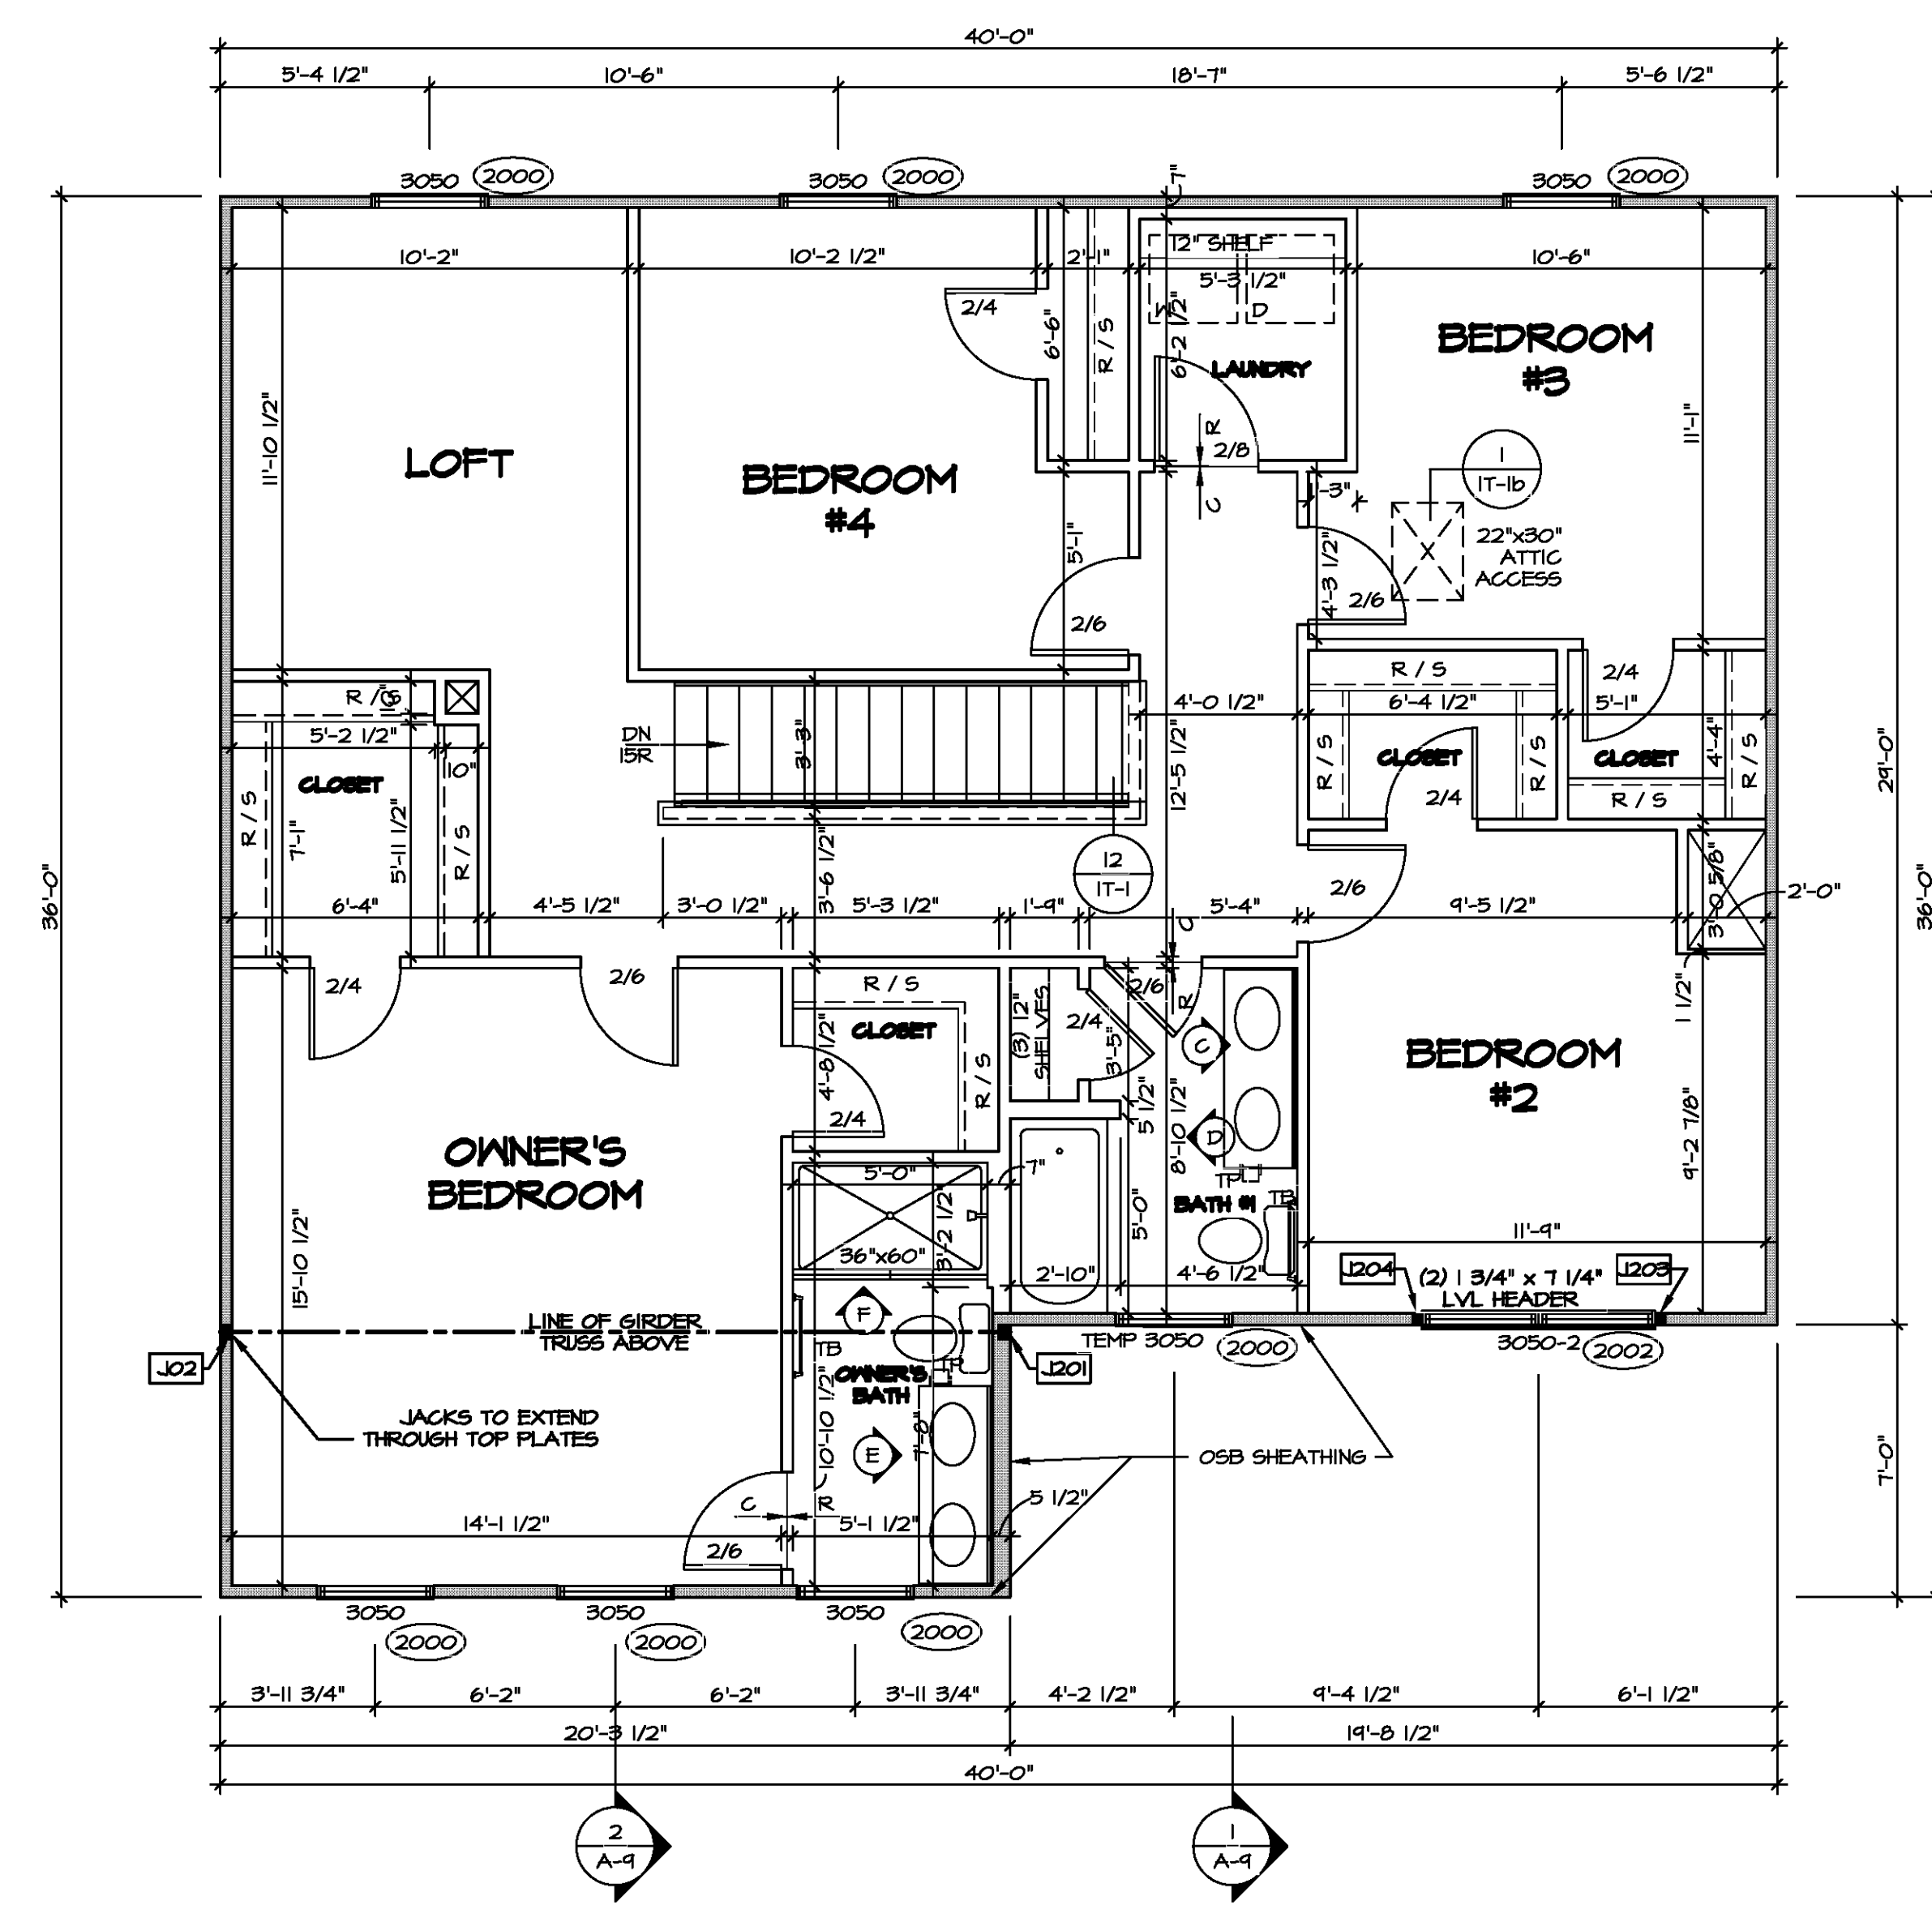 40'-0"
5'-4 1/2" 10'-6" 18'-7" 5'-6 1/2"
3050 2000 3050 2000 3050 2000
7"
10'-2" 10'-2 1/2" 2'-1" 12" SHELF 10'-6"
5'-3 1/2"
2/4 W D
6'-6" R / S 6'-2 1/2"
BEDROOM
#3
LAUNDRY
11'-10 1/2" 11'-1"
LOFT
BEDROOM
#4
R
2/8
C
1'-3"
1
1T-1b
22"x30"
ATTIC
ACCESS
5'-1" 4'-3 1/2"
2/6 2/6
R / S R / S 2/4
4'-0 1/2" 6'-4 1/2" 5'-1"
5'-2 1/2"
10"
DN
15R
3'-3"
12'-5 1/2"
CLOSET
CLOSET
CLOSET
R / S R / S 4'-4" R / S
2/4 R / S
29'-0"
R / S 7'-1" 5'-11 1/2" R / S
3'-6 1/2"
12
1T-1
2/6
3'-0 5/8"
2'-0"
36'-0"
36'-0"
6'-4" 4'-5 1/2" 3'-0 1/2" 5'-3 1/2" 1'-9" 5'-4" 9'-5 1/2"
C
R
2/4 2/6 R / S 2/6
1 1/2"
CLOSET
(3) 12"
SHELVES
2/4
3'-5"
C
4'-8 1/2" R / S
2/4
BEDROOM
#2
5 1/2"
8'-10 1/2"
D
9'-2 7/8"
OWNER'S
BEDROOM
5'-0" 7"
TP
TB
BATH #1
3'-2 1/2"
5'-0"
36"x60"
11'-9"
15'-10 1/2"
2'-10" 4'-6 1/2"
J204 J203
(2) 1 3/4" x 7 1/4"
LVL HEADER
F
LINE OF GIRDER
TRUSS ABOVE
TB TP
TEMP 3050 2000 3050-2 2002
J02 J201
OWNER'S
BATH
JACKS TO EXTEND
THROUGH TOP PLATES
10'-10 1/2"
7'-8"
E
OSB SHEATHING
7'-0"
5 1/2"
C R
14'-1 1/2" 5'-1 1/2"
2/6
3050 3050 3050
2000 2000 2000
3'-11 3/4" 6'-2" 6'-2" 3'-11 3/4" 4'-2 1/2" 9'-4 1/2" 6'-1 1/2"
20'-3 1/2" 19'-8 1/2"
40'-0"
2
A-9
1
A-9